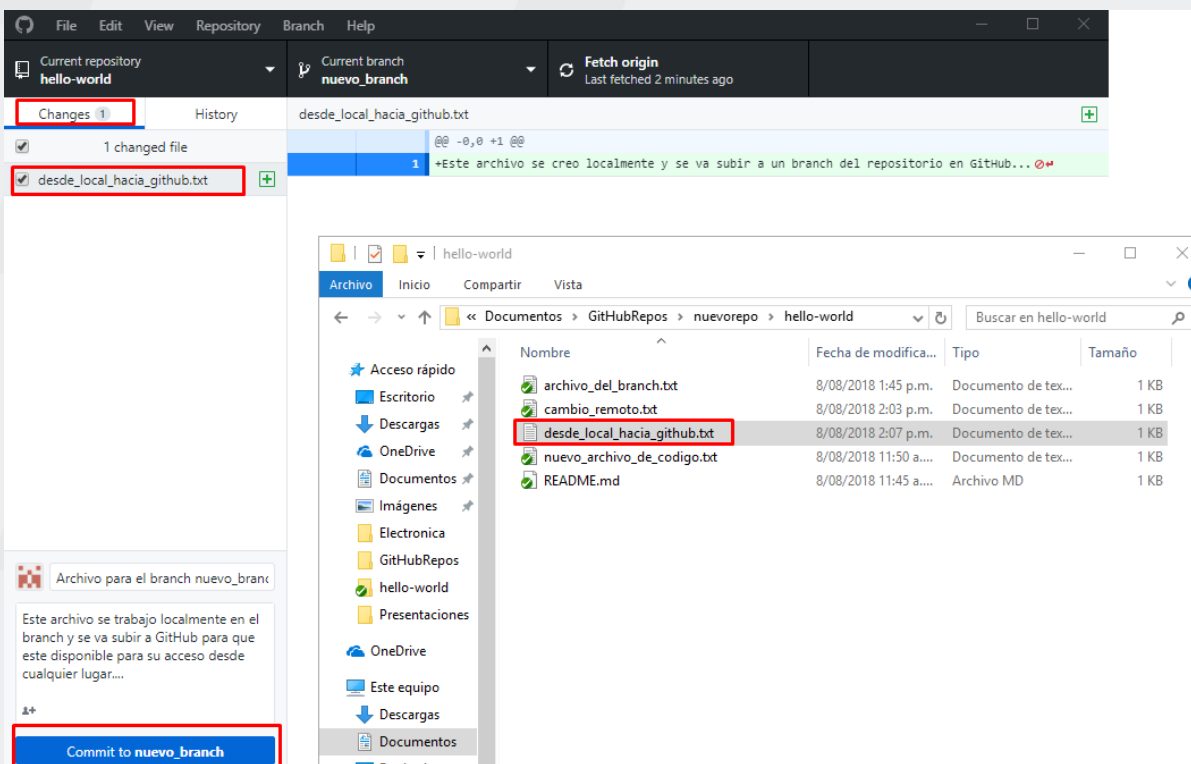 File Edit View Repository Branch Help
Current repository
hello-world
Current branch
nuevo_branch
Fetch origin
Last fetched 2 minutes ago
Changes 1
History
desde_local_hacia_github.txt
1 changed file
@@ -0,0 +1 @@
desde_local_hacia_github.txt
1 +Este archivo se creo localmente y se va subir a un branch del repositorio en GitHub...
hello-world
Archivo Inicio Compartir Vista
« Documentos > GitHubRepos > nuevorepo > hello-world
Buscar en hello-world
Nombre Fecha de modifica... Tipo Tamaño
archivo_del_branch.txt 8/08/2018 1:45 p.m. Documento de tex... 1 KB
cambio_remoto.txt 8/08/2018 2:03 p.m. Documento de tex... 1 KB
desde_local_hacia_github.txt 8/08/2018 2:07 p.m. Documento de tex... 1 KB
nuevo_archivo_de_codigo.txt 8/08/2018 11:50 a.... Documento de tex... 1 KB
README.md 8/08/2018 11:45 a.... Archivo MD 1 KB
Acceso rápido
Escritorio
Descargas
OneDrive
Documentos
Imágenes
Electronica
GitHubRepos
hello-world
Presentaciones
OneDrive
Este equipo
Descargas
Documentos
Archivo para el branch nuevo_branc
Este archivo se trabajo localmente en el
branch y se va subir a GitHub para que
este disponible para su acceso desde
cualquier lugar....
Commit to nuevo_branch